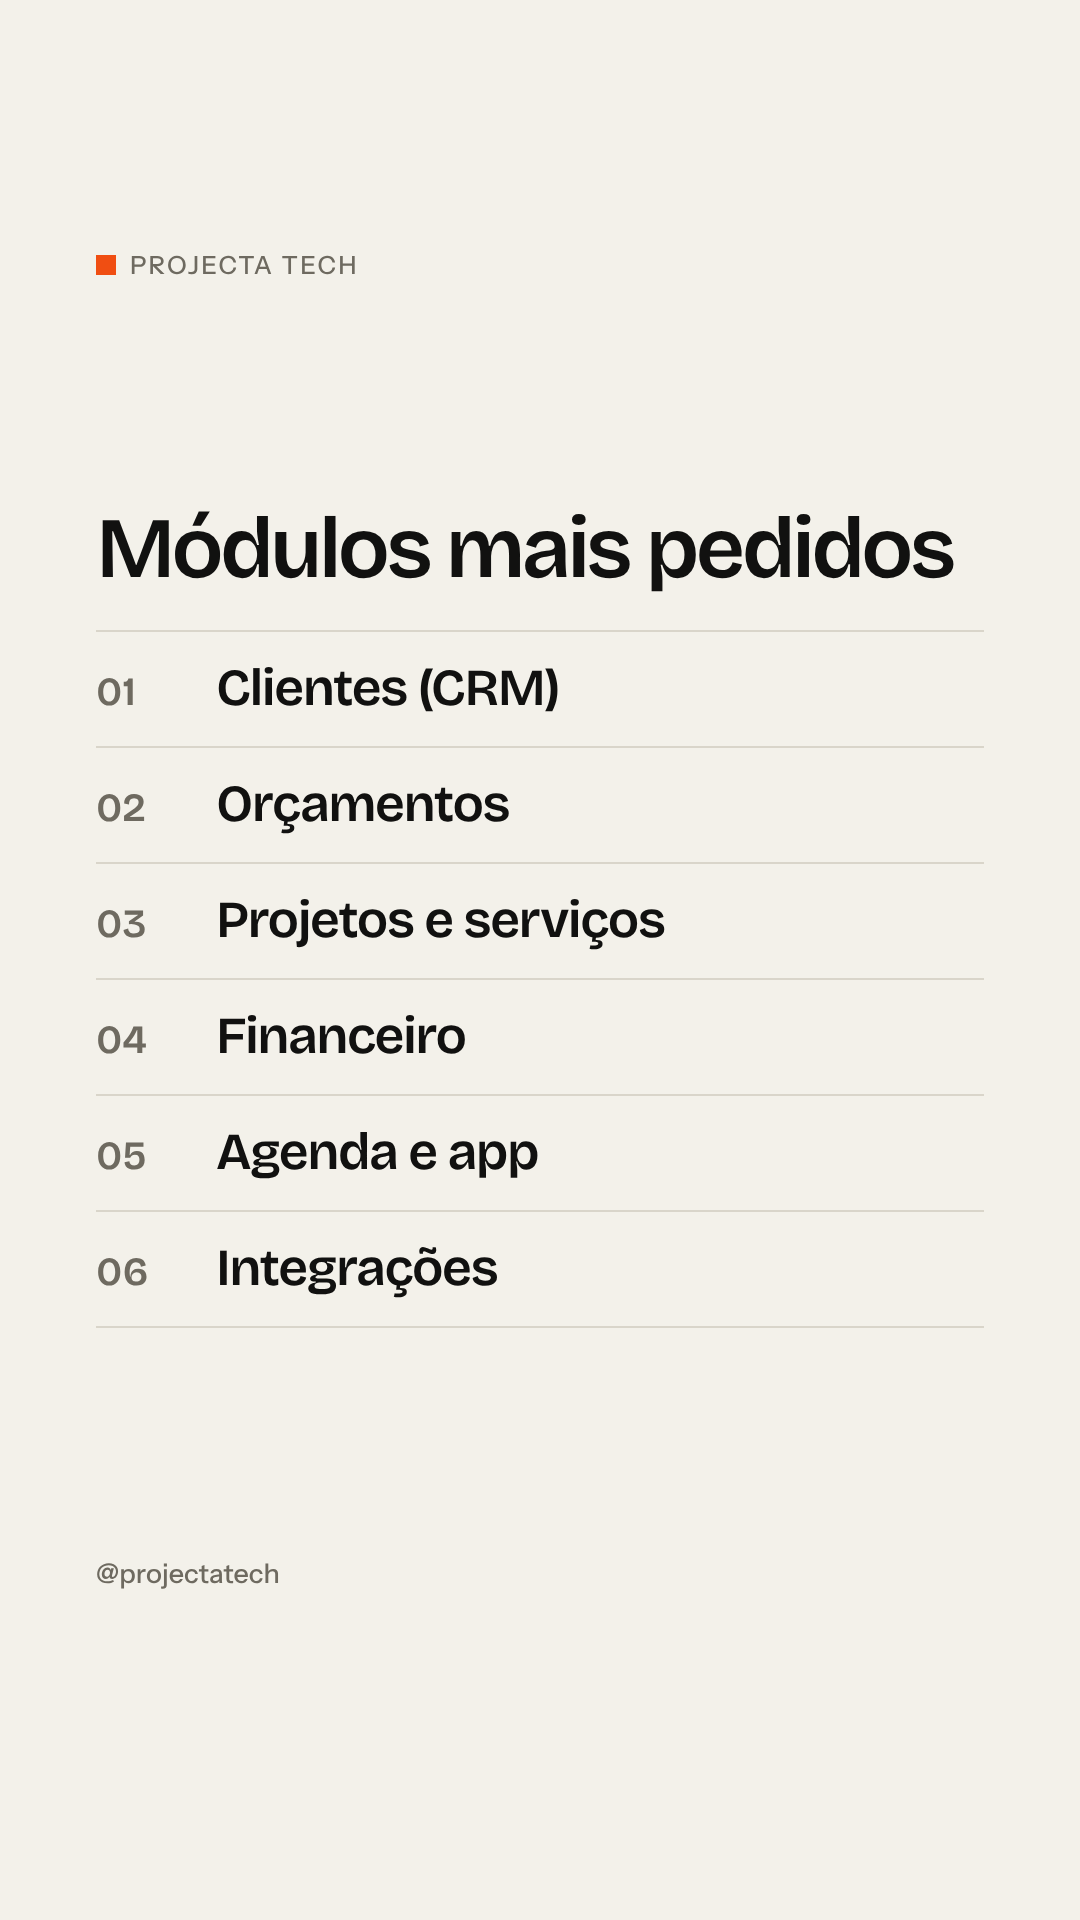 PROJECTA TECH
Módulos mais pedidos
01 Clientes (CRM)
02 Orçamentos
03 Projetos e serviços
04 Financeiro
05 Agenda e app
06 Integrações
@projectatech